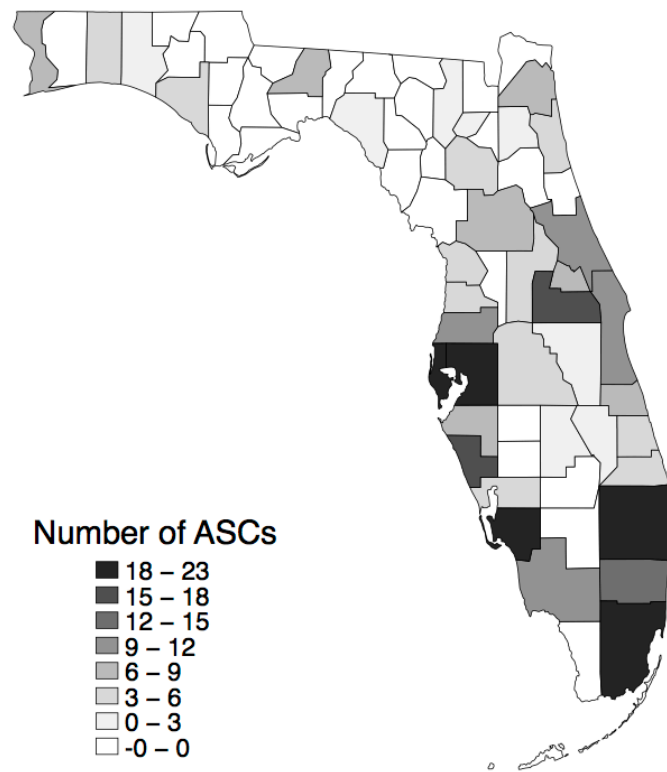 Number of ASCs
18 – 23
15 – 18
12 – 15
9 – 12
6 – 9
3 – 6
0 – 3
-0 – 0